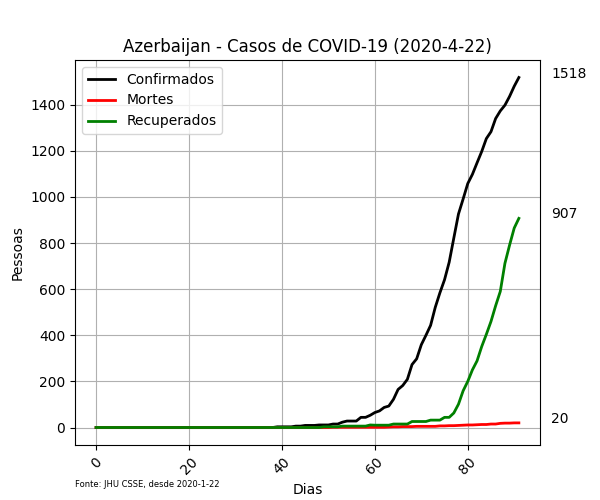 Azerbaijan - Casos de COVID-19 (2020-4-22)
Confirmados
Mortes
Recuperados
1518
907
20
Pessoas
1400
1200
1000
800
600
400
200
0
0
20
40
60
80
Fonte: JHU CSSE, desde 2020-1-22
Dias